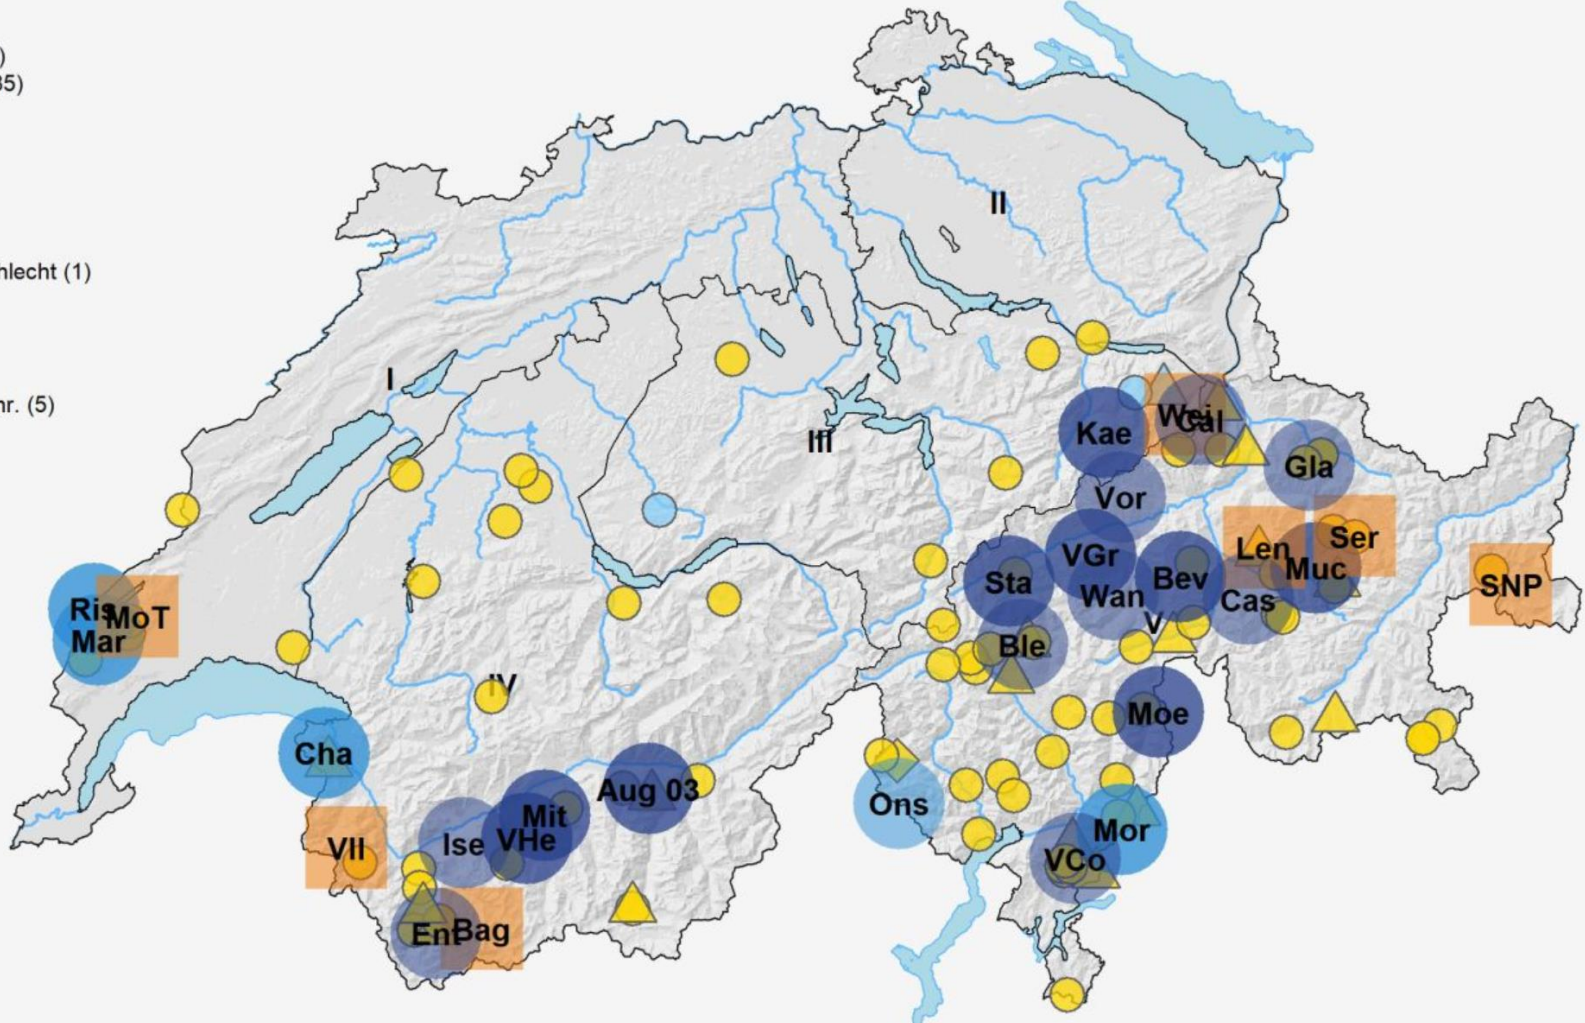 )
35)
hlecht (1)
hr. (5)
II
I
III
Kae
Wei
Cal
Gla
Vor
VGr
Len
Ser
Sta
Wan
Bev
Muc
SNP
Cas
V
Ris
MoT
Mar
Ble
IV
Moe
Cha
Aug 03
Ons
Mit
VHe
Ise
Mor
VII
VCo
Ent
Bag